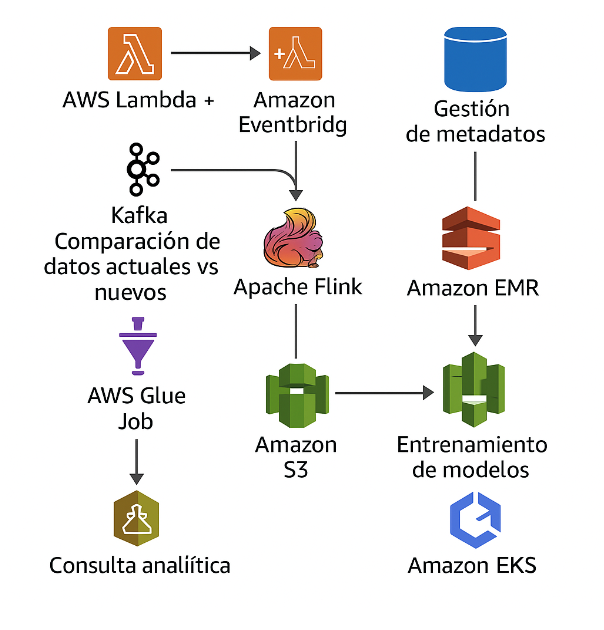 AWS Lambda +
Amazon
Eventbridg
Gestión
de metadatos
Kafka
Comparación de
datos actuales vs
nuevos
Apache Flink
Amazon EMR
AWS Glue
Job
Amazon
S3
Entrenamiento
de modelos
Consulta analiítica
Amazon EKS